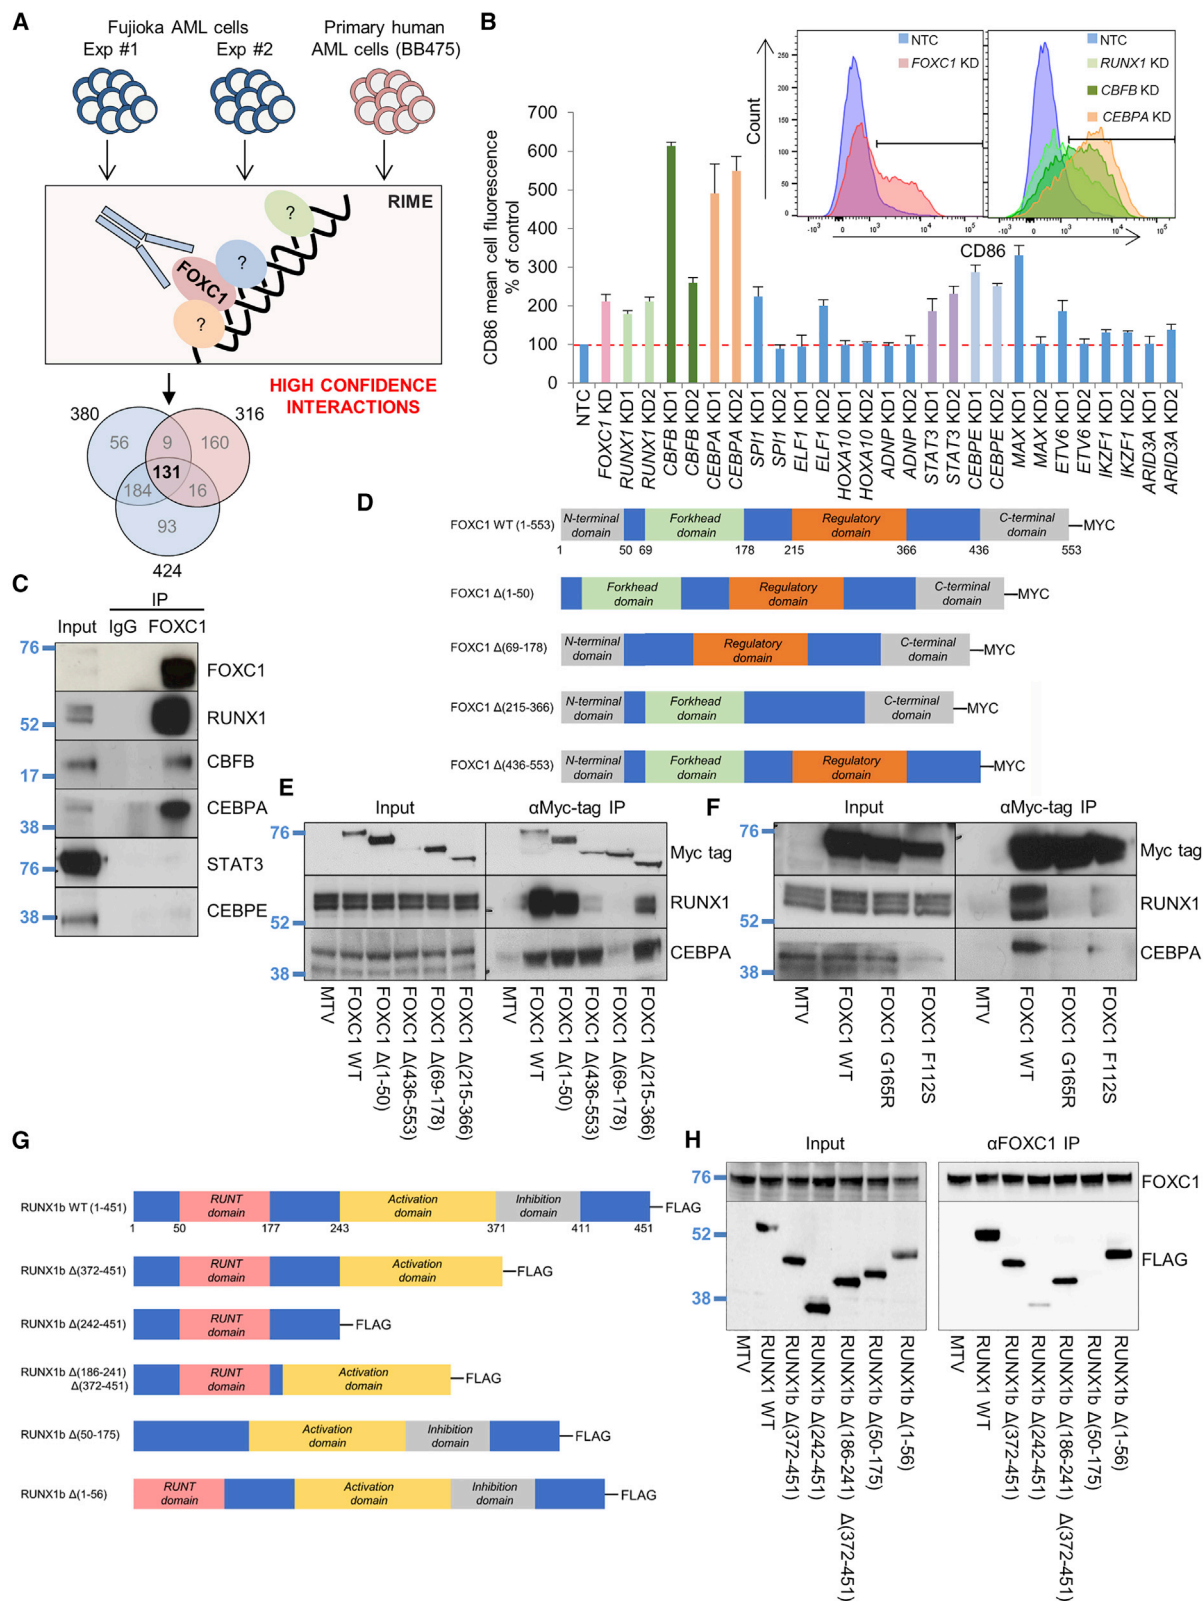 A
Fujioka AML cells
Exp #1 Exp #2
Primary human
AML cells (BB475)
RIME
?
?
FOXC1
?
HIGH CONFIDENCE
INTERACTIONS
380 316
56 9 160
131
184 16
93
424
B
CD86 mean cell fluorescence
% of control
700
600
500
400
300
200
100
0
NTC
FOXC1 KD
RUNX1 KD1
RUNX1 KD2
CBFB KD1
CBFB KD2
CEBPA KD1
CEBPA KD2
SPI1 KD1
SPI1 KD2
ELF1 KD1
ELF1 KD2
HOXA10 KD1
HOXA10 KD2
ADNP KD1
ADNP KD2
STAT3 KD1
STAT3 KD2
CEBPE KD1
CEBPE KD2
MAX KD1
MAX KD2
ETV6 KD1
ETV6 KD2
IKZF1 KD1
IKZF1 KD2
ARID3A KD1
ARID3A KD2
Count
250
200
150
100
50
0
NTC
FOXC1 KD
-10³ 0 10³ 10⁴ 10⁵
NTC
RUNX1 KD
CBFB KD
CEBPA KD
-10³ 0 10³ 10⁴ 10⁵
CD86
C
IP
Input IgG FOXC1
76
52
17
38
76
38
FOXC1
RUNX1
CBFB
CEBPA
STAT3
CEBPE
D
FOXC1 WT (1-553) N-terminal domain Forkhead domain Regulatory domain C-terminal domain MYC
1 50 69 178 215 366 436 553
FOXC1 Δ(1-50) Forkhead domain Regulatory domain C-terminal domain MYC
FOXC1 Δ(69-178) N-terminal domain Regulatory domain C-terminal domain MYC
FOXC1 Δ(215-366) N-terminal domain Forkhead domain C-terminal domain MYC
FOXC1 Δ(436-553) N-terminal domain Forkhead domain Regulatory domain MYC
E
Input αMyc-tag IP
76
52
38
Myc tag
RUNX1
CEBPA
MTV
FOXC1 WT
FOXC1 Δ(1-50)
FOXC1 Δ(436-553)
FOXC1 Δ(69-178)
FOXC1 Δ(215-366)
MTV
FOXC1 WT
FOXC1 Δ(1-50)
FOXC1 Δ(436-553)
FOXC1 Δ(69-178)
FOXC1 Δ(215-366)
F
Input αMyc-tag IP
76
52
38
Myc tag
RUNX1
CEBPA
MTV
FOXC1 WT
FOXC1 G165R
FOXC1 F112S
MTV
FOXC1 WT
FOXC1 G165R
FOXC1 F112S
G
RUNX1b WT (1-451) RUNT domain Activation domain Inhibition domain FLAG
1 50 177 243 371 411 451
RUNX1b Δ(372-451) RUNT domain Activation domain FLAG
RUNX1b Δ(242-451) RUNT domain FLAG
RUNX1b Δ(186-241) Δ(372-451) RUNT domain Activation domain FLAG
RUNX1b Δ(50-175) Activation domain Inhibition domain FLAG
RUNX1b Δ(1-56) RUNT domain Activation domain Inhibition domain FLAG
H
Input αFOXC1 IP
76
52
38
FOXC1
FLAG
MTV
RUNX1 WT
RUNX1b Δ(372-451)
RUNX1b Δ(242-451)
RUNX1b Δ(186-241) Δ(372-451)
RUNX1b Δ(50-175)
RUNX1b Δ(1-56)
MTV
RUNX1 WT
RUNX1b Δ(372-451)
RUNX1b Δ(242-451)
RUNX1b Δ(186-241) Δ(372-451)
RUNX1b Δ(50-175)
RUNX1b Δ(1-56)